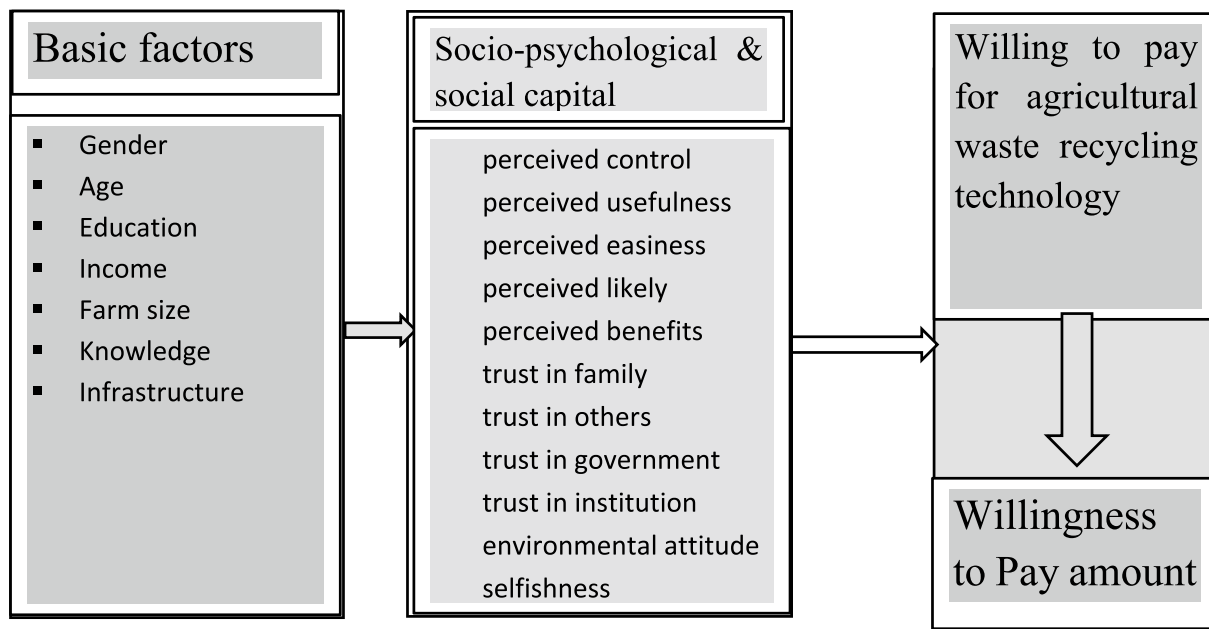 Basic factors
▪ Gender
▪ Age
▪ Education
▪ Income
▪ Farm size
▪ Knowledge
▪ Infrastructure
Socio-psychological &
social capital
perceived control
perceived usefulness
perceived easiness
perceived likely
perceived benefits
trust in family
trust in others
trust in government
trust in institution
environmental attitude
selfishness
Willing to pay
for agricultural
waste recycling
technology
Willingness
to Pay amount